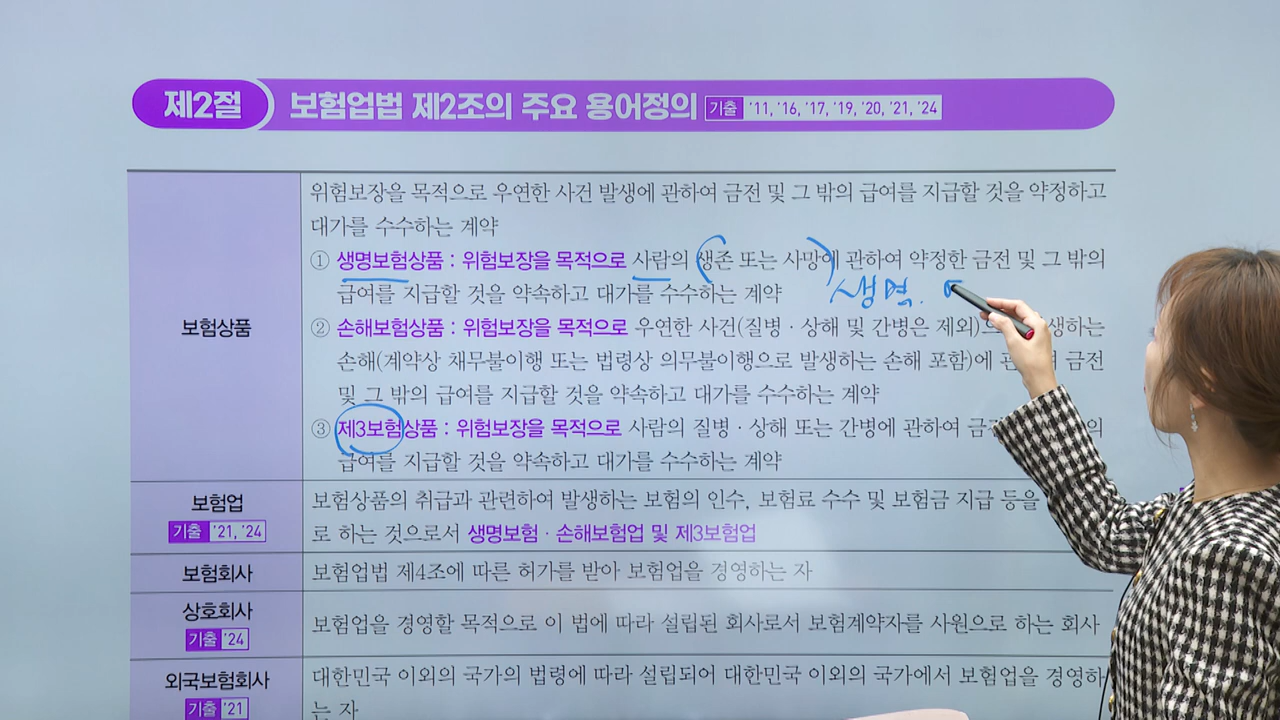 제2절 보험업법 제2조의 주요 용어정의 기출 '11, '16, '17, '19, '20, '21, '24
보험상품
위험보장을 목적으로 우연한 사건 발생에 관하여 금전 및 그 밖의 급여를 지급할 것을 약정하고
대가를 수수하는 계약
① 생명보험상품 : 위험보장을 목적으로 사람의 생존 또는 사망에 관하여 약정한 금전 및 그 밖의
급여를 지급할 것을 약속하고 대가를 수수하는 계약
② 손해보험상품 : 위험보장을 목적으로 우연한 사건(질병 · 상해 및 간병은 제외)으 생하는
손해(계약상 채무불이행 또는 법령상 의무불이행으로 발생하는 손해 포함)에 금전
및 그 밖의 급여를 지급할 것을 약속하고 대가를 수수하는 계약
③ 제3보험상품 : 위험보장을 목적으로 사람의 질병 · 상해 또는 간병에 관하여 의
급여를 지급할 것을 약속하고 대가를 수수하는 계약
보험업
기출 '21, '24
보험상품의 취급과 관련하여 발생하는 보험의 인수, 보험료 수수 및 보험금 지급 등을
로 하는 것으로서 생명보험 · 손해보험업 및 제3보험업
보험회사
보험업법 제4조에 따른 허가를 받아 보험업을 경영하는 자
상호회사
기출 '24
보험업을 경영할 목적으로 이 법에 따라 설립된 회사로서 보험계약자를 사원으로 하는 회사
외국보험회사
기출 '21
대한민국 이외의 국가의 법령에 따라 설립되어 대한민국 이외의 국가에서 보험업을 경영하
는 자